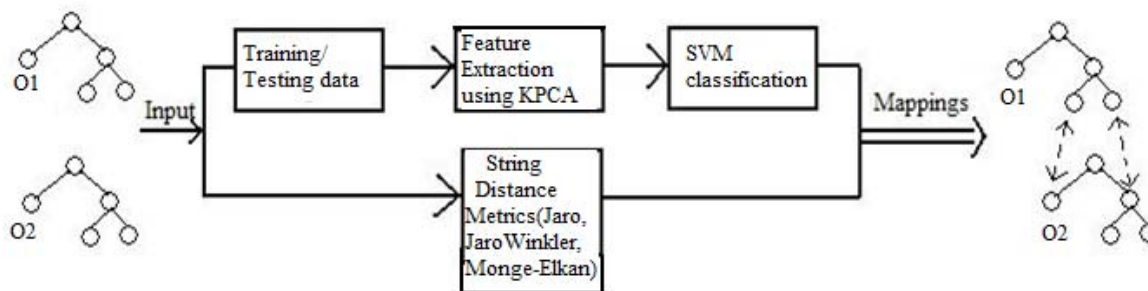 O1
Input
O2
Training/
Testing data
Feature
Extraction
using KPCA
SVM
classification
String
Distance
Metrics(Jaro,
JaroWinkler,
Monge-Elkan)
Mappings
O1
O2